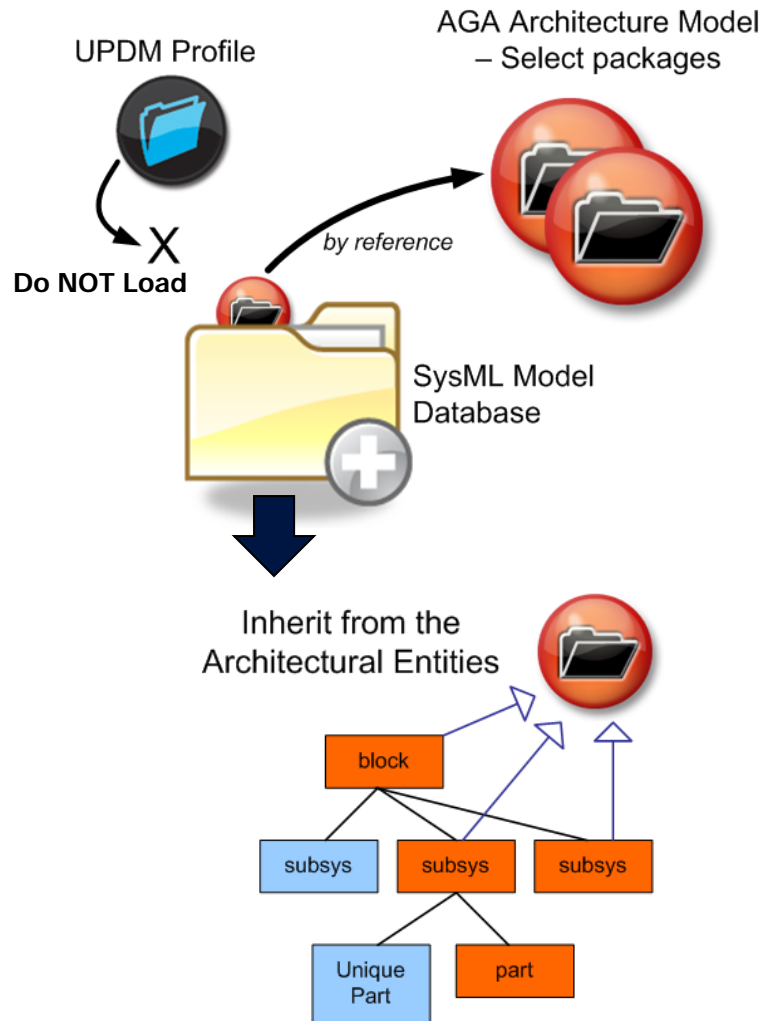 UPDM Profile
AGA Architecture Model
– Select packages
X
by reference
Do NOT Load
SysML Model
Database
Inherit from the
Architectural Entities
block
subsys
subsys
subsys
Unique
Part
part